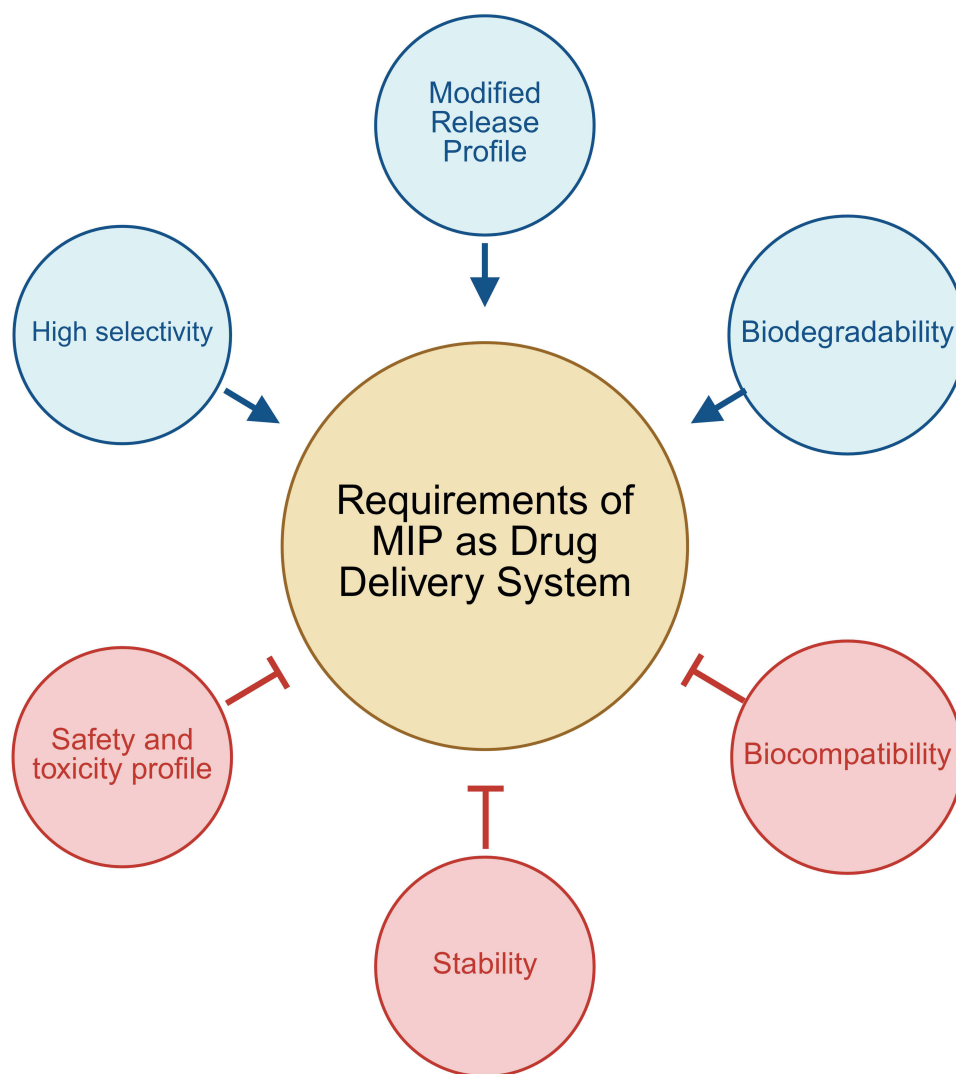 Modified
Release
Profile
High selectivity
Biodegradability
Requirements of
MIP as Drug
Delivery System
Safety and
toxicity profile
Biocompatibility
Stability